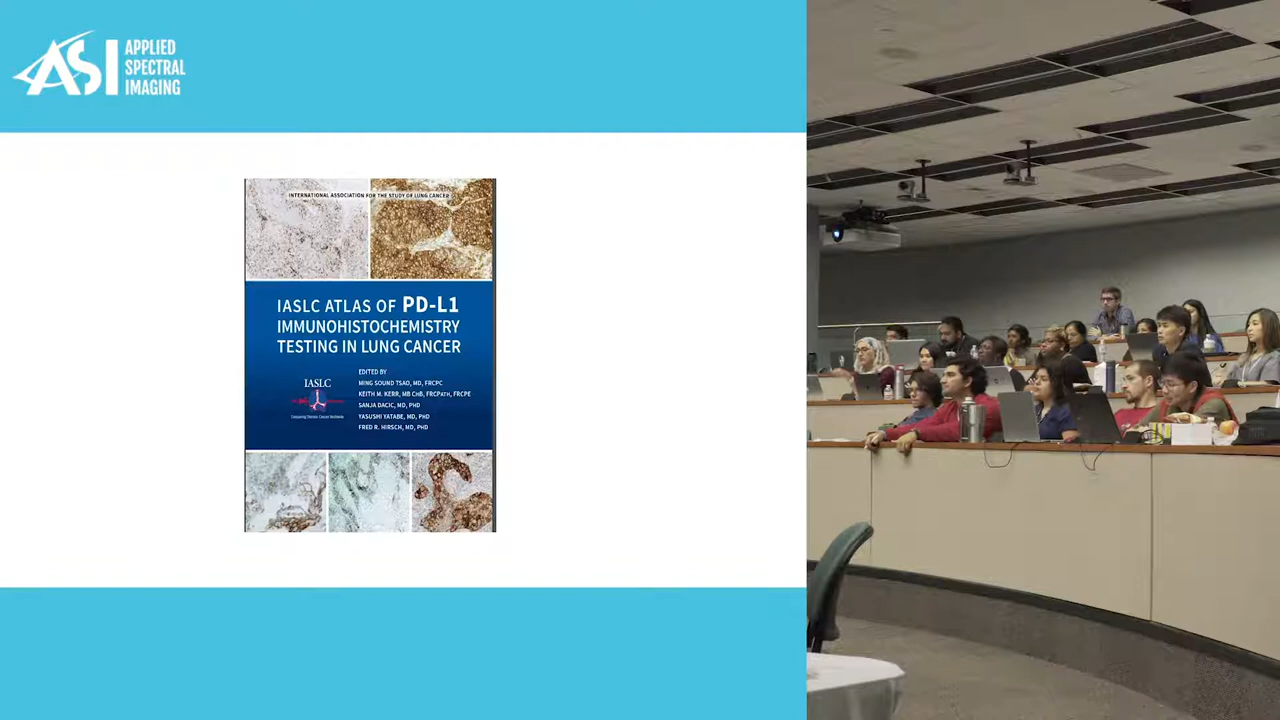 ASI APPLIED
SPECTRAL
IMAGING
INTERNATIONAL ASSOCIATION FOR THE STUDY OF LUNG CANCER
IASLC ATLAS OF PD-L1
IMMUNOHISTOCHEMISTRY
TESTING IN LUNG CANCER
EDITED BY
MING SOUND TSAO, MD, FRCPC
KEITH M. KERR, MB CHB, FRCPATH, FRCPE
SANJA DACIC, MD, PHD
YASUSHI YATABE, MD, PHD
FRED R. HIRSCH, MD, PHD
IASLC